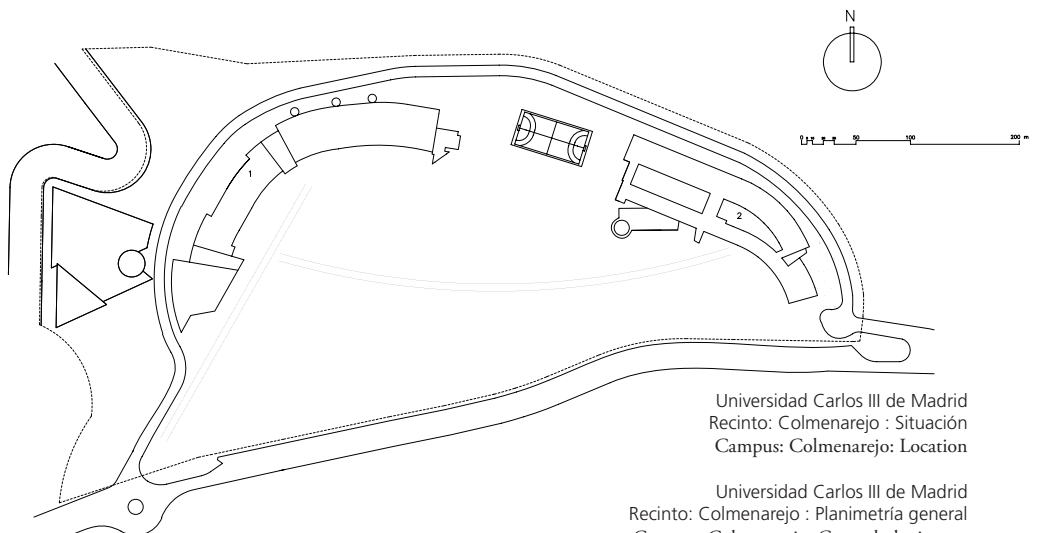 N
0 50 100 200 m
1
2
Universidad Carlos III de Madrid
Recinto: Colmenarejo : Situación
Campus: Colmenarejo: Location
Universidad Carlos III de Madrid
Recinto: Colmenarejo : Planimetría general